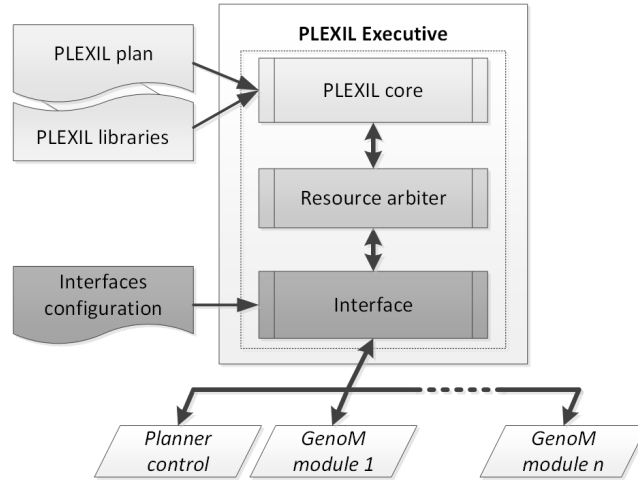 PLEXIL Executive
PLEXIL plan
PLEXIL core
PLEXIL libraries
Resource arbiter
Interfaces
configuration
Interface
Planner
control
GenoM
module 1
GenoM
module n